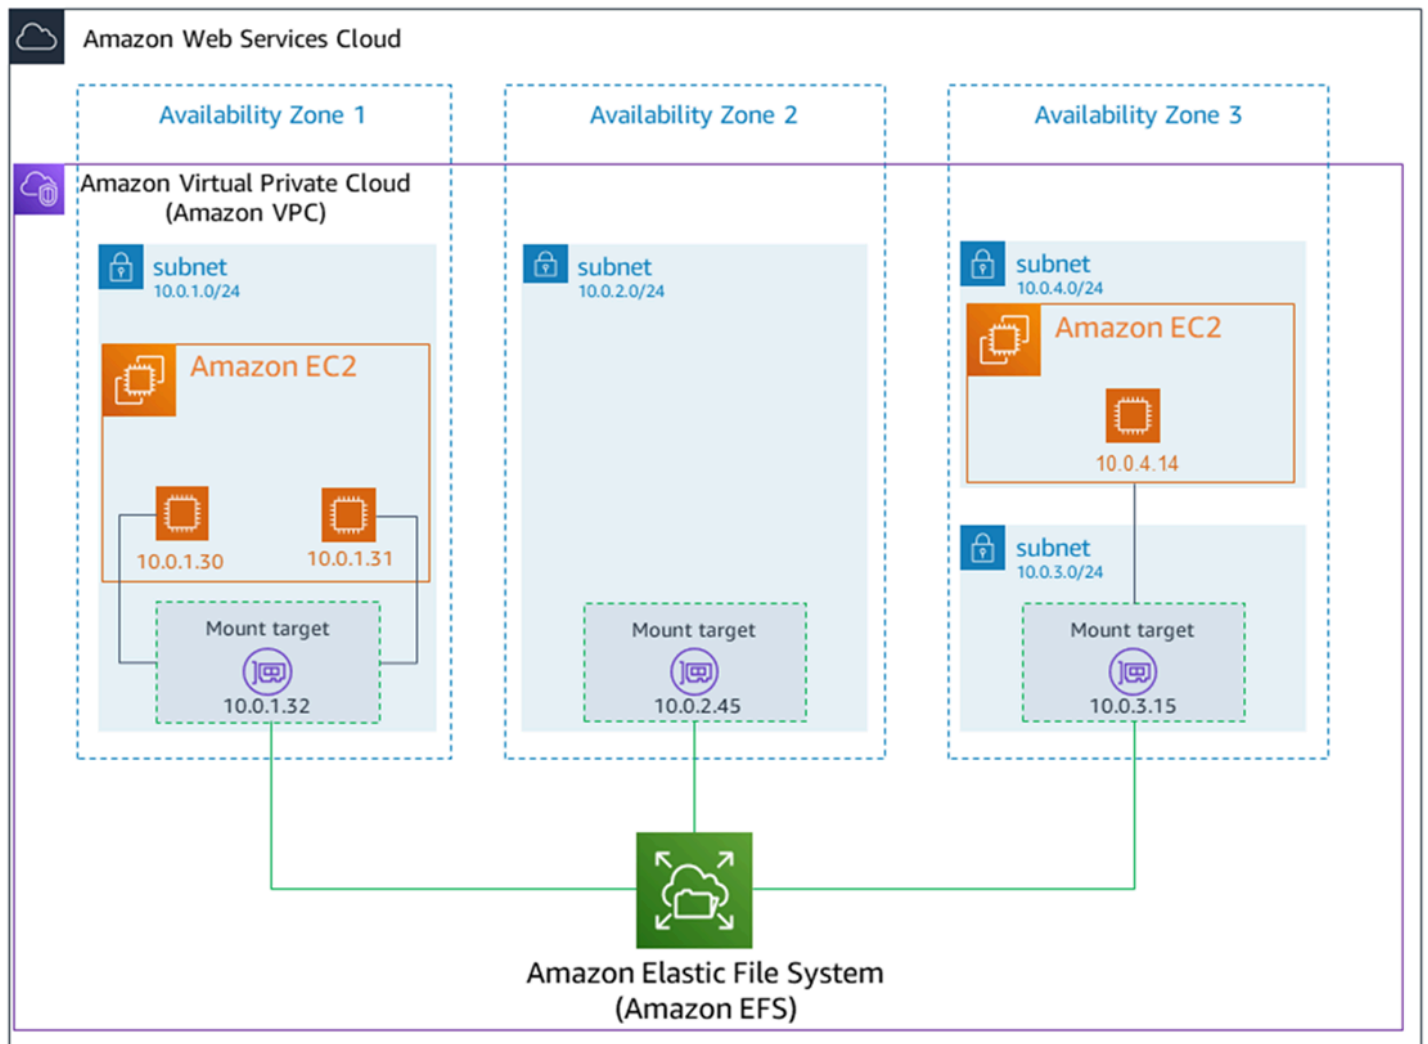 Amazon Web Services Cloud
Availability Zone 1
Availability Zone 2
Availability Zone 3
Amazon Virtual Private Cloud
(Amazon VPC)
subnet
10.0.1.0/24
Amazon EC2
10.0.1.30
10.0.1.31
Mount target
10.0.1.32
subnet
10.0.2.0/24
Mount target
10.0.2.45
subnet
10.0.4.0/24
Amazon EC2
10.0.4.14
subnet
10.0.3.0/24
Mount target
10.0.3.15
Amazon Elastic File System
(Amazon EFS)